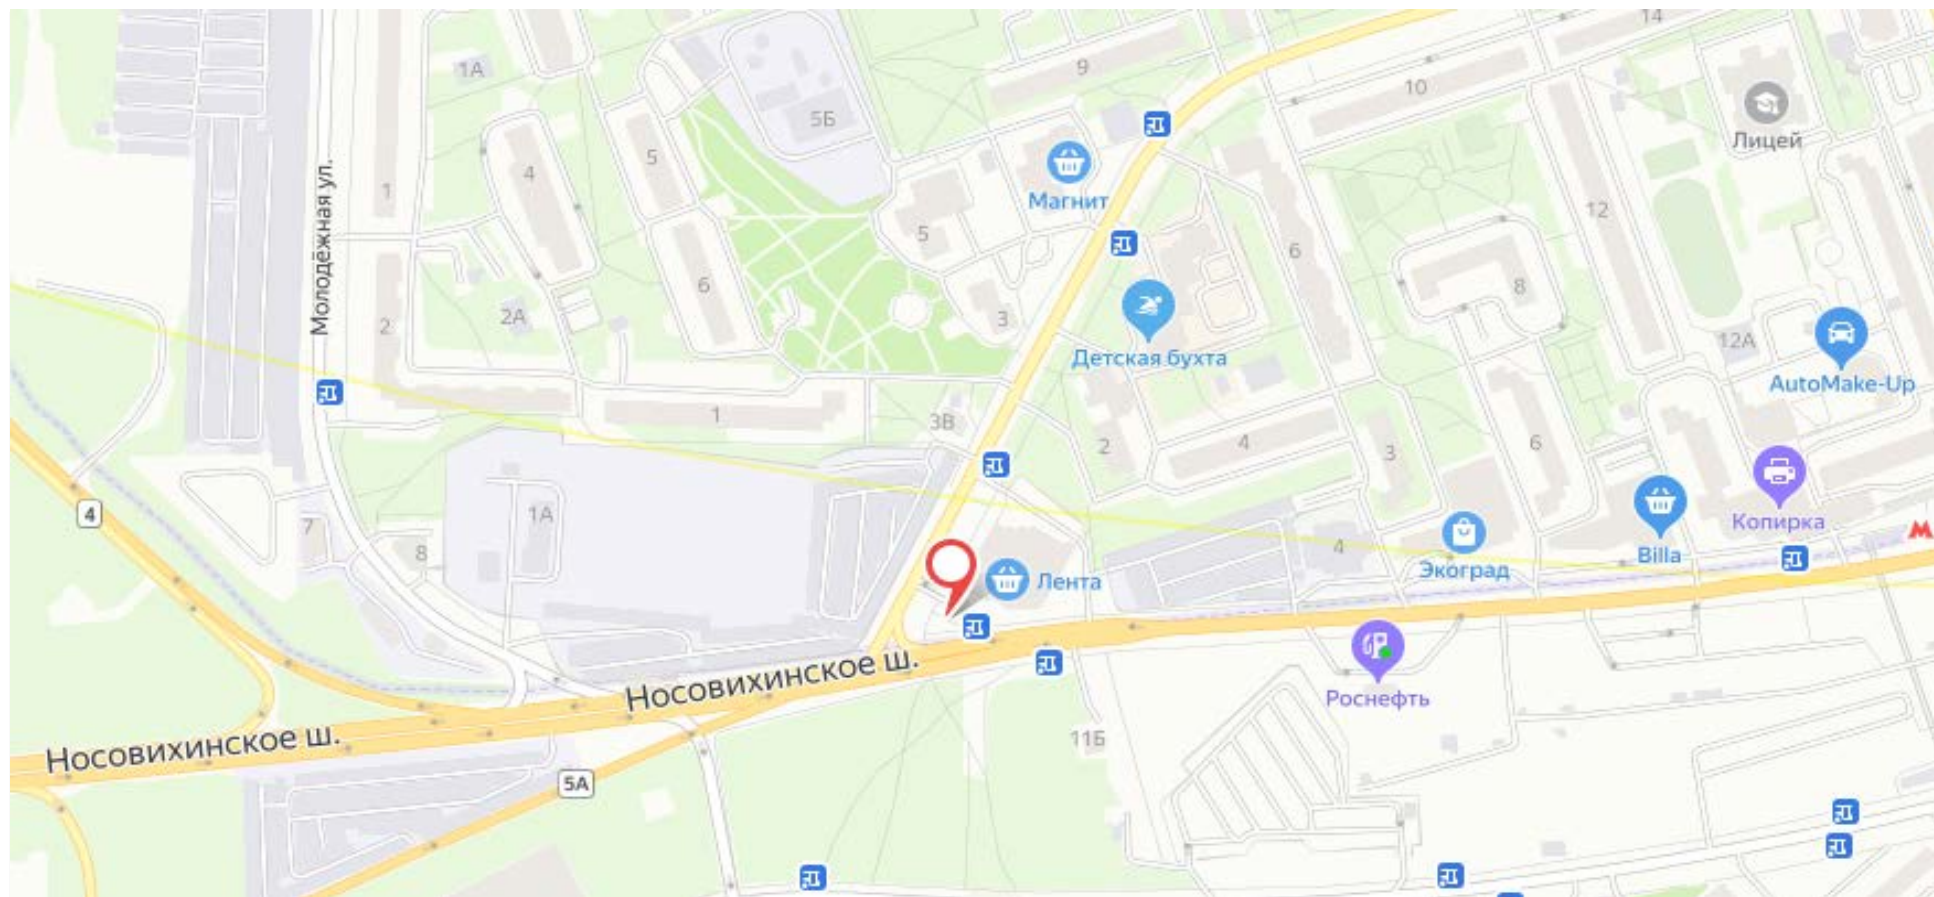 14
1А
9
10
5Б
Лицей
5
4
1
Магнит
12
5
6
Молодёжная ул.
6
8
2А
3
2
12А
Детская бухта
AutoMake-Up
1
3В
2
4
3
6
4
1А
7
8
Копирка
4
Billa
Экоград
Лента
М
Носовихинское ш.
Роснефть
Носовихинское ш.
11Б
5А